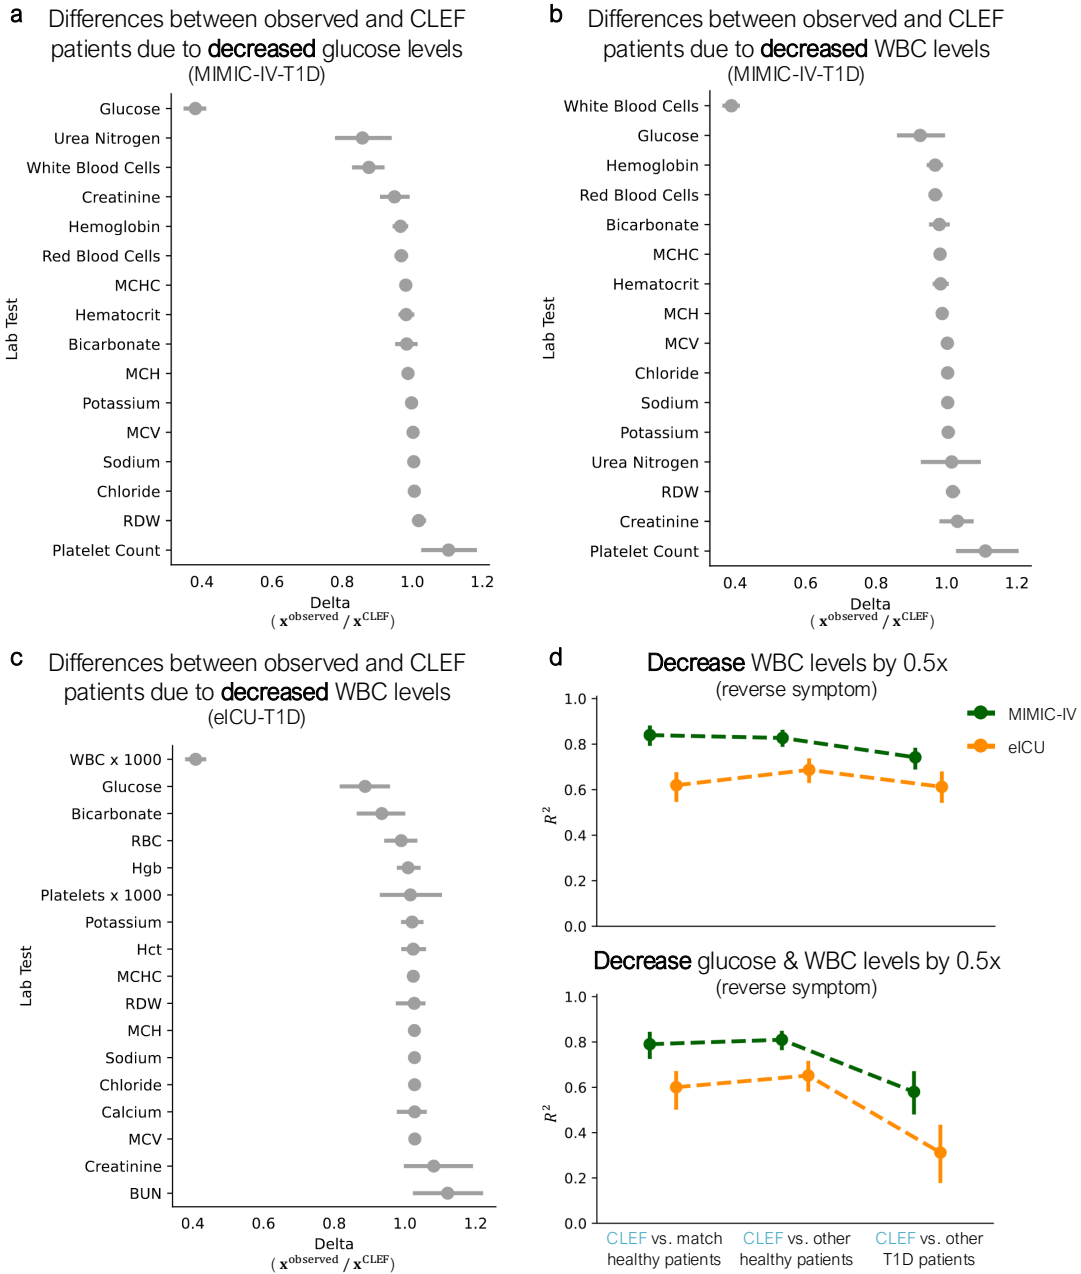 a
Differences between observed and CLEF
patients due to decreased glucose levels
(MIMIC-IV-T1D)
Lab Test
Glucose
Urea Nitrogen
White Blood Cells
Creatinine
Hemoglobin
Red Blood Cells
MCHC
Hematocrit
Bicarbonate
MCH
Potassium
MCV
Sodium
Chloride
RDW
Platelet Count
0.4 0.6 0.8 1.0 1.2
Delta
( x^observed / x^CLEF)
b
Differences between observed and CLEF
patients due to decreased WBC levels
(MIMIC-IV-T1D)
Lab Test
White Blood Cells
Glucose
Hemoglobin
Red Blood Cells
Bicarbonate
MCHC
Hematocrit
MCH
MCV
Chloride
Sodium
Potassium
Urea Nitrogen
RDW
Creatinine
Platelet Count
0.4 0.6 0.8 1.0 1.2
Delta
( x^observed / x^CLEF)
c
Differences between observed and CLEF
patients due to decreased WBC levels
(eICU-T1D)
Lab Test
WBC x 1000
Glucose
Bicarbonate
RBC
Hgb
Platelets x 1000
Potassium
Hct
MCHC
RDW
MCH
Sodium
Chloride
Calcium
MCV
Creatinine
BUN
0.4 0.6 0.8 1.0 1.2
Delta
( x^observed / x^CLEF)
d
Decrease WBC levels by 0.5x
(reverse symptom)
R²
1.0
0.8
0.6
0.4
0.2
0.0
MIMIC-IV
eICU
Decrease glucose & WBC levels by 0.5x
(reverse symptom)
R²
1.0
0.8
0.6
0.4
0.2
0.0
CLEF vs. match
healthy patients
CLEF vs. other
healthy patients
CLEF vs. other
T1D patients